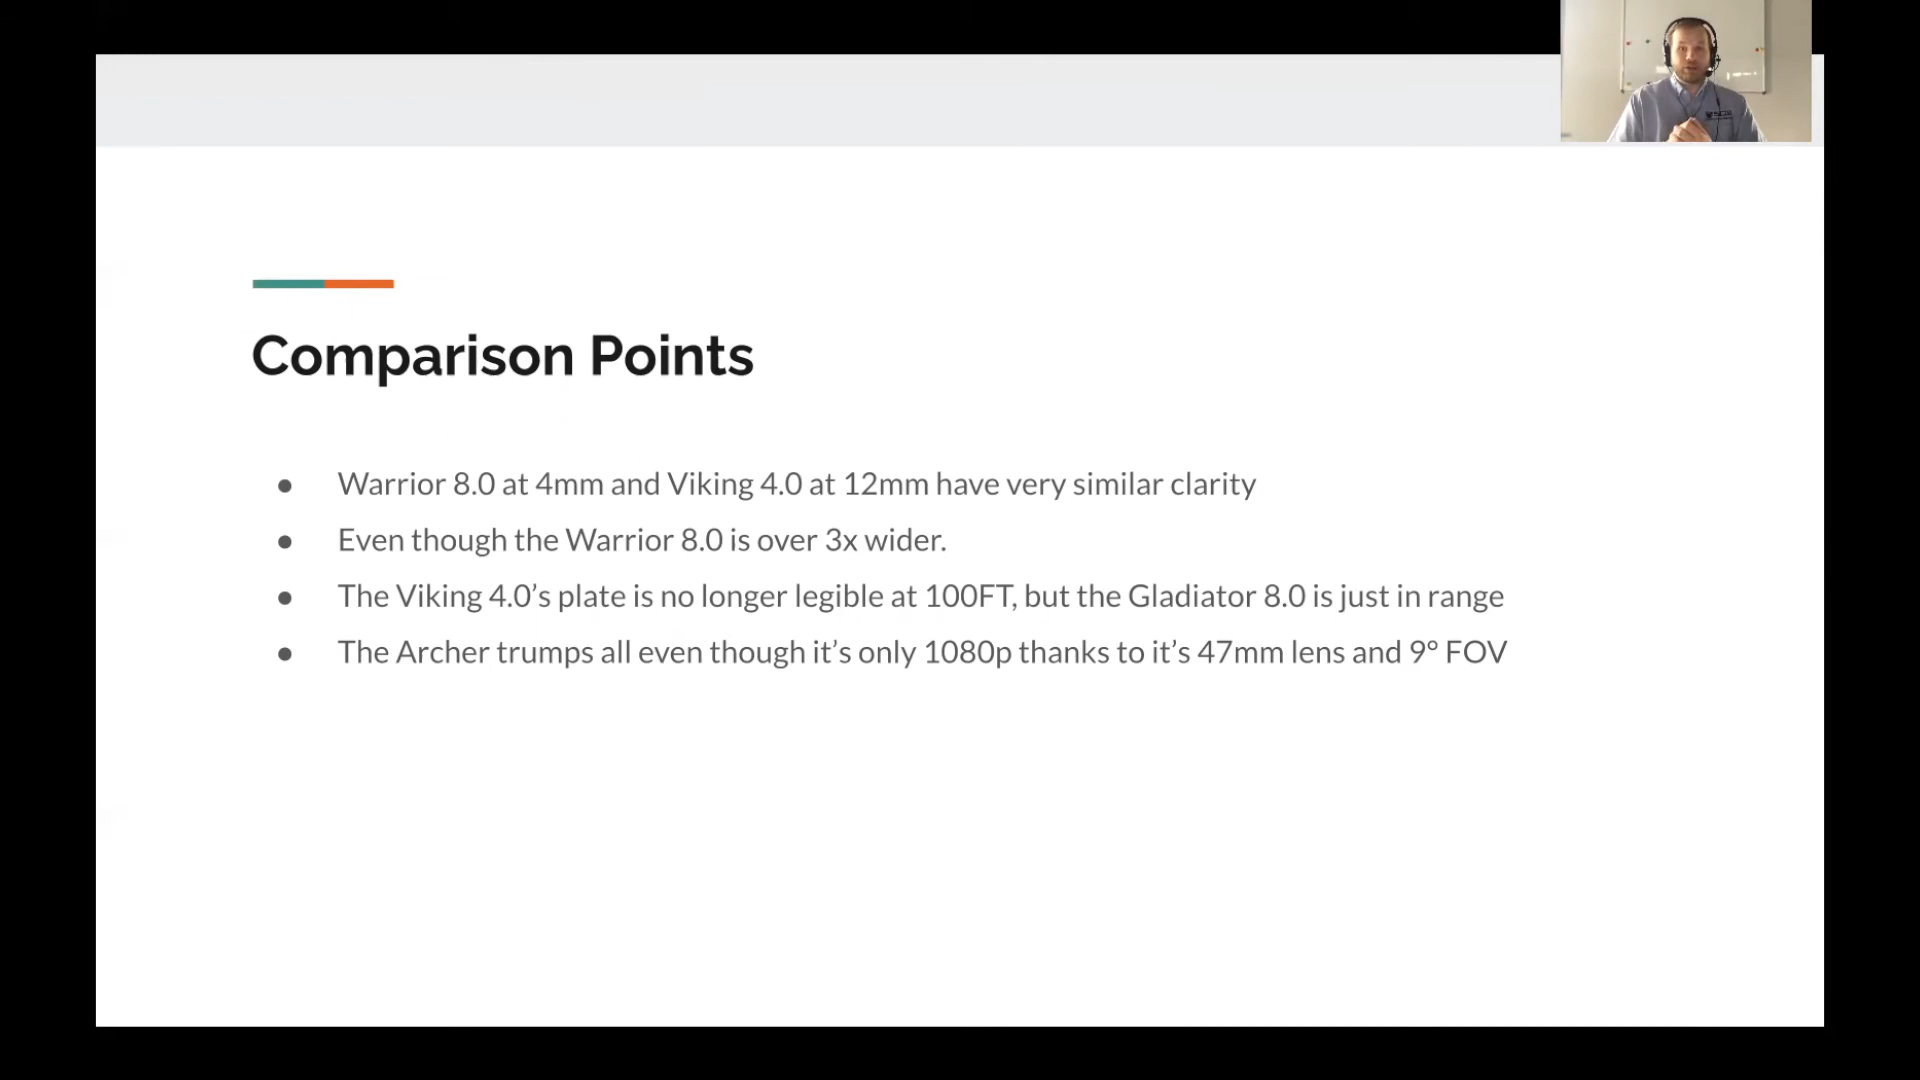 Comparison Points
● Warrior 8.0 at 4mm and Viking 4.0 at 12mm have very similar clarity
● Even though the Warrior 8.0 is over 3x wider.
● The Viking 4.0’s plate is no longer legible at 100FT, but the Gladiator 8.0 is just in range
● The Archer trumps all even though it’s only 1080p thanks to it’s 47mm lens and 9° FOV